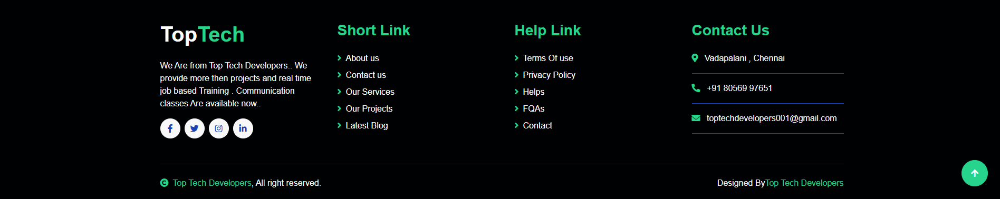 TopTech
We Are from Top Tech Developers.. We
provide more then projects and real time
job based Training . Communication
classes Are available now..
Short Link
About us
Contact us
Our Services
Our Projects
Latest Blog
Help Link
Terms Of use
Privacy Policy
Helps
FQAs
Contact
Contact Us
Vadapalani , Chennai
+91 80569 97651
toptechdevelopers001@gmail.com
Top Tech Developers, All right reserved.
Designed ByTop Tech Developers